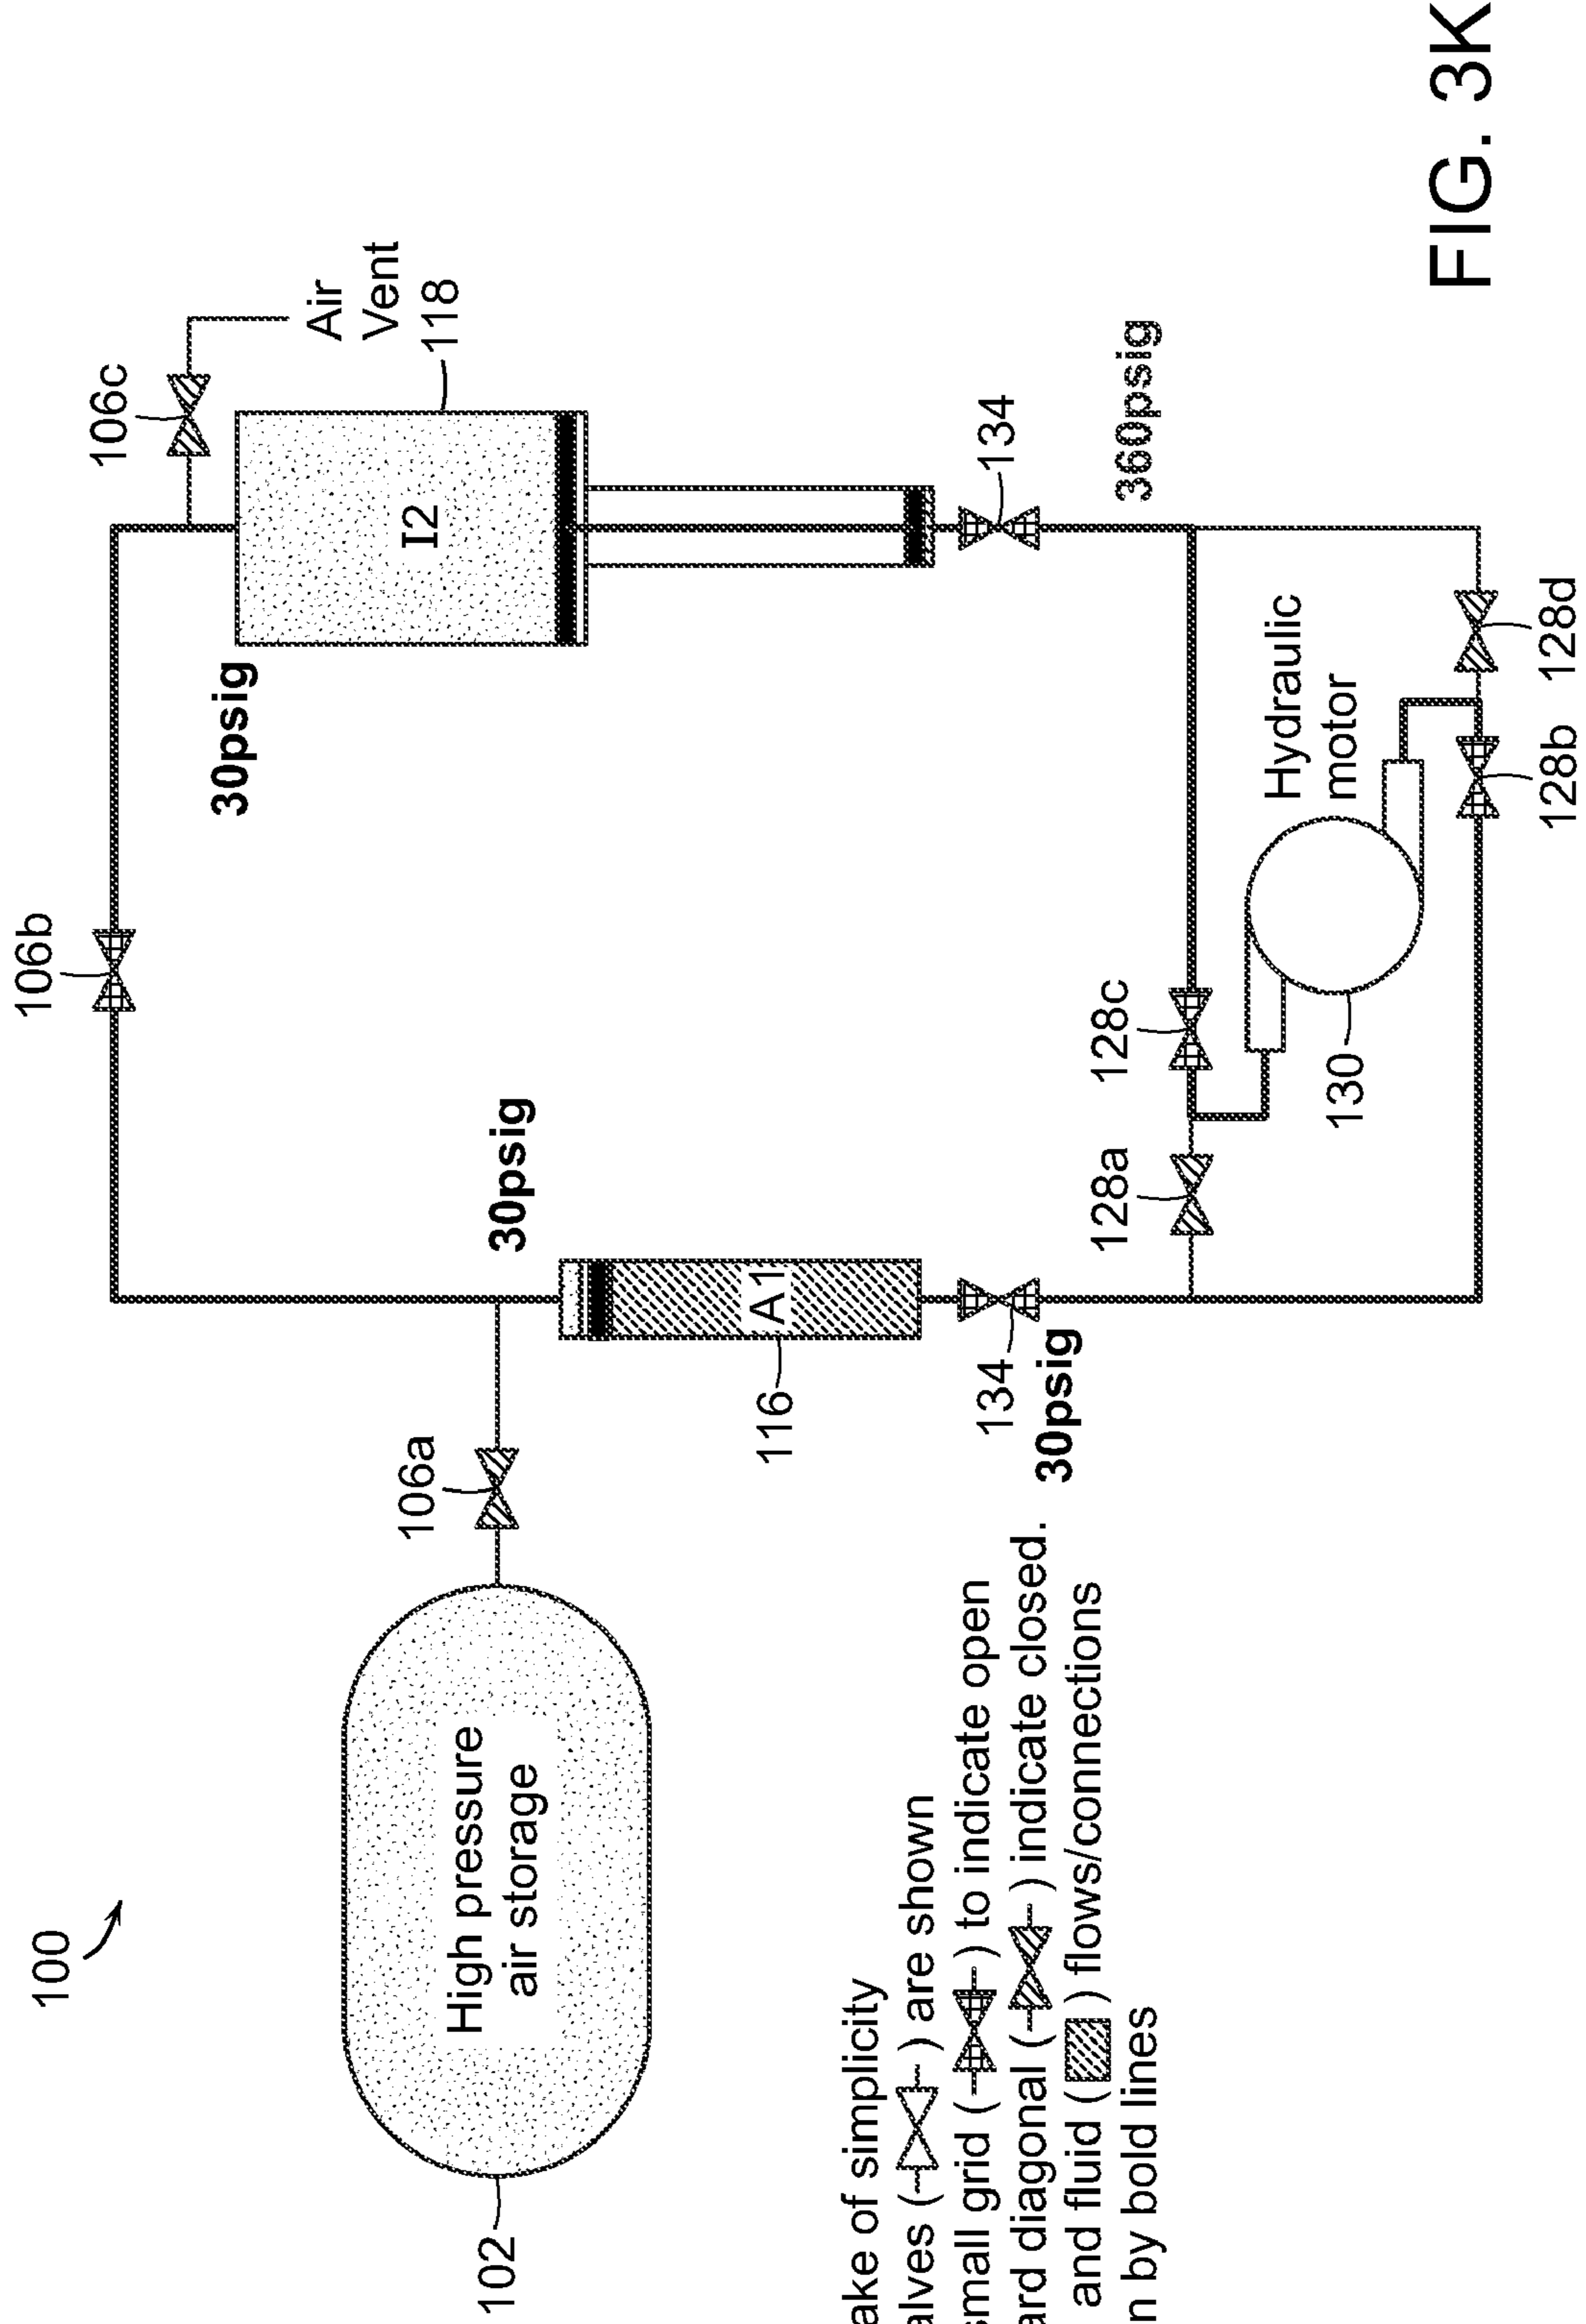 100
106b
106c
Air
Vent
118
30psig
I2
30psig
106a
High pressure
air storage
102
A1
116
134
30psig
134
360psig
128a
128c
Hydraulic
motor
130
128b
128d
ake of simplicity
alves ( ) are shown
small grid ( ) to indicate open
ard diagonal ( ) indicate closed.
and fluid ( ) flows/connections
n by bold lines
FIG. 3K